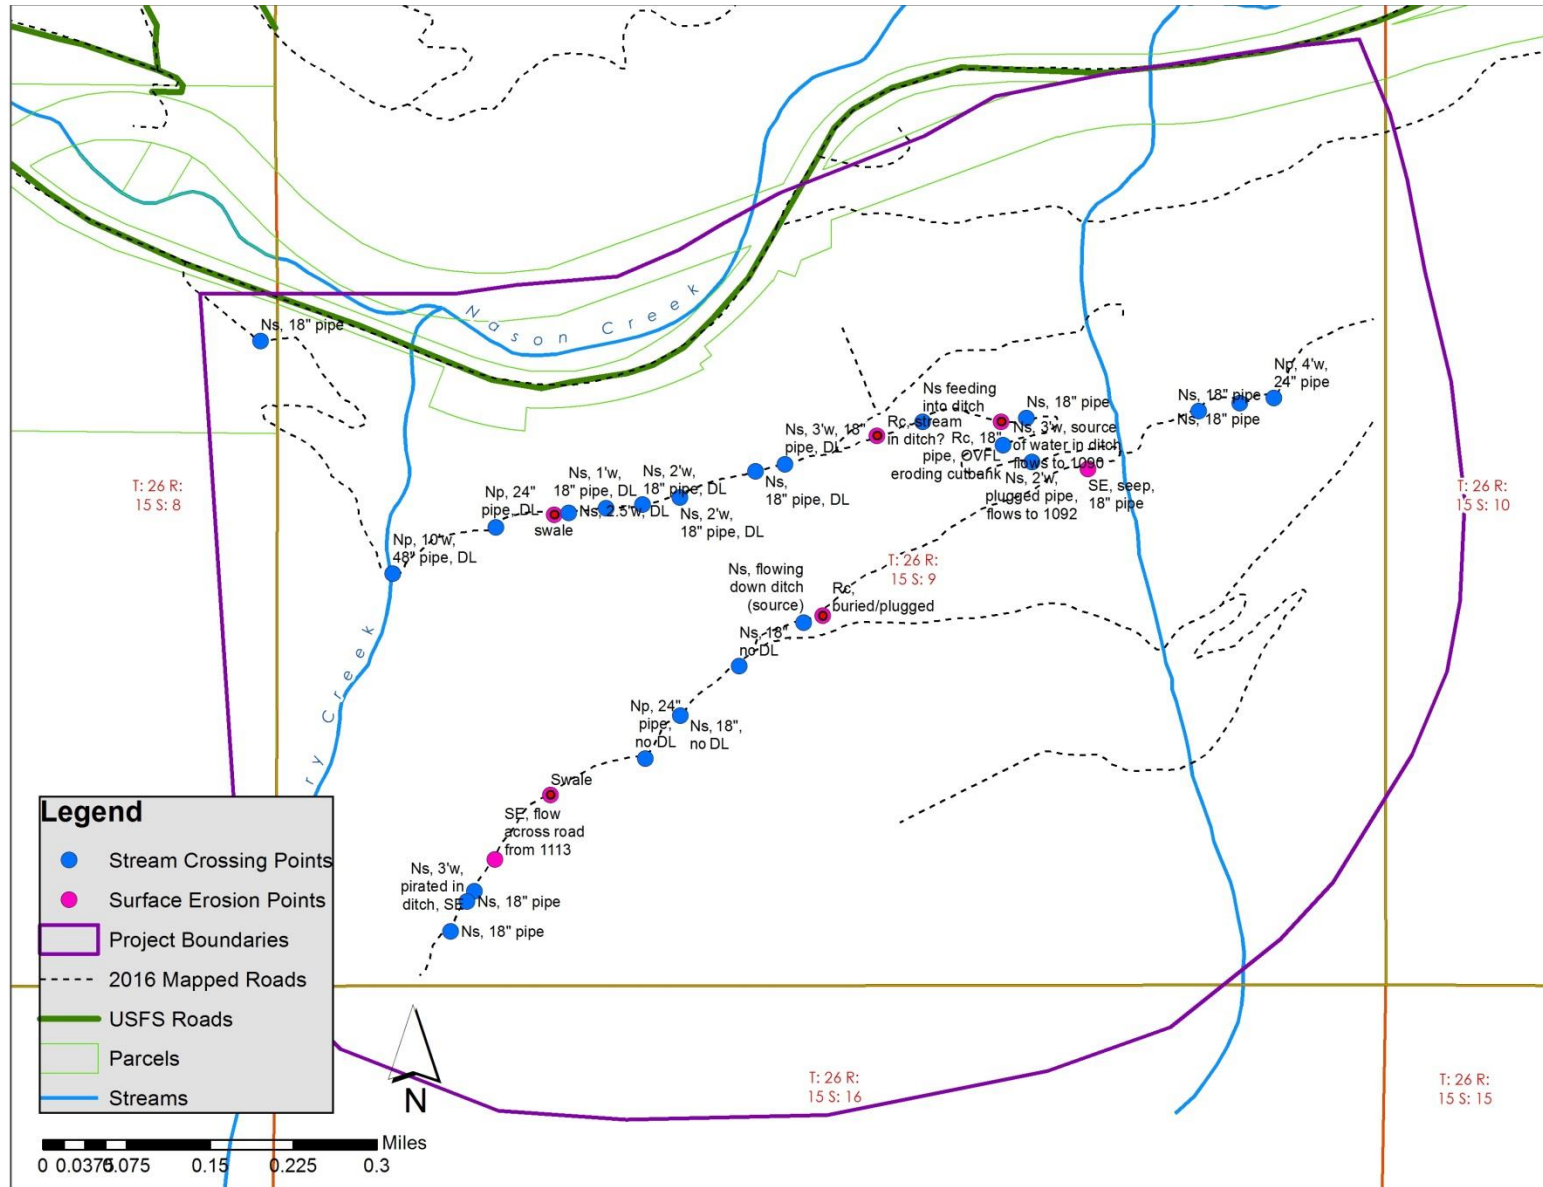 Ns, 18" pipe
Nason Creek
Np, 4'w,
24" pipe
Ns, 18" pipe
Ns, 18" pipe
Ns feeding
into ditch
Ns, 18" pipe
Rc, stream
in ditch?
Ns, 3'w, source
of water in ditch,
flows to 1090
Rc, 18"
pipe, OVFL
eroding cutbank
Ns, 2'w,
plugged pipe,
flows to 1092
SE, seep,
18" pipe
Ns, 3'w, 18"
pipe, DL
Ns,
18" pipe, DL
Ns, 2'w,
18" pipe, DL
Ns, 2'w,
18" pipe, DL
Ns, 1'w,
18" pipe, DL
Ns, 2.5'w, DL
swale
Np, 24"
pipe, DL
Np, 10'w,
48" pipe, DL
T: 26 R:
15 S: 8
T: 26 R:
15 S: 10
T: 26 R:
15 S: 9
Ns, flowing
down ditch
(source)
Rc,
buried/plugged
Ns, 18"
no DL
ry Creek
Np, 24"
pipe,
no DL
Ns, 18",
no DL
Swale
SE, flow
across road
from 1113
Ns, 3'w,
pirated in
ditch, SE
Ns, 18" pipe
Ns, 18" pipe
Legend
Stream Crossing Points
Surface Erosion Points
Project Boundaries
2016 Mapped Roads
USFS Roads
Parcels
Streams
N
T: 26 R:
15 S: 16
T: 26 R:
15 S: 15
Miles
0 0.0375 0.075 0.15 0.225 0.3